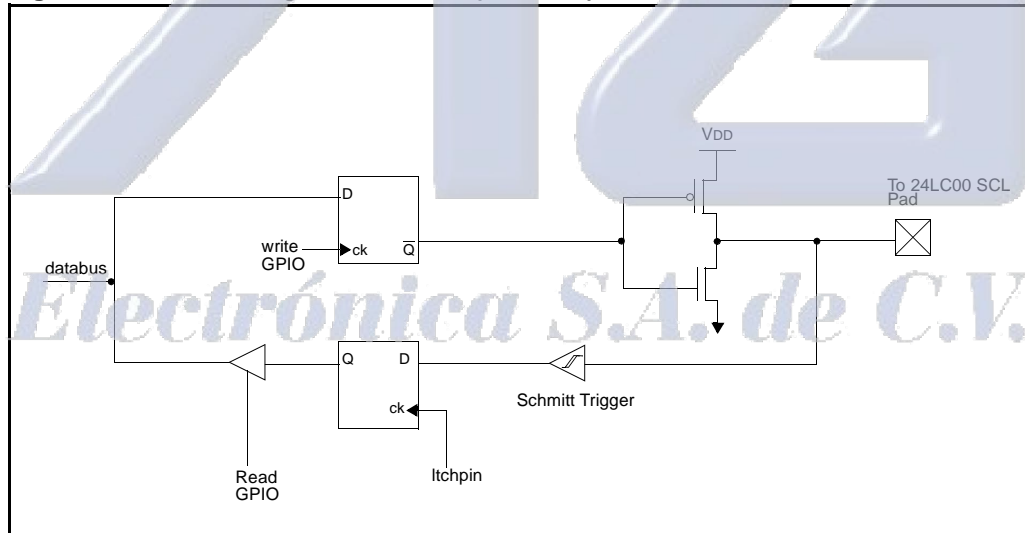 VDD
To 24LC00 SCL
Pad
D
write
GPIO
ck
Q
databus
Electrónica S.A. de C.V.
Q
D
ck
Schmitt Trigger
Read
GPIO
ltchpin